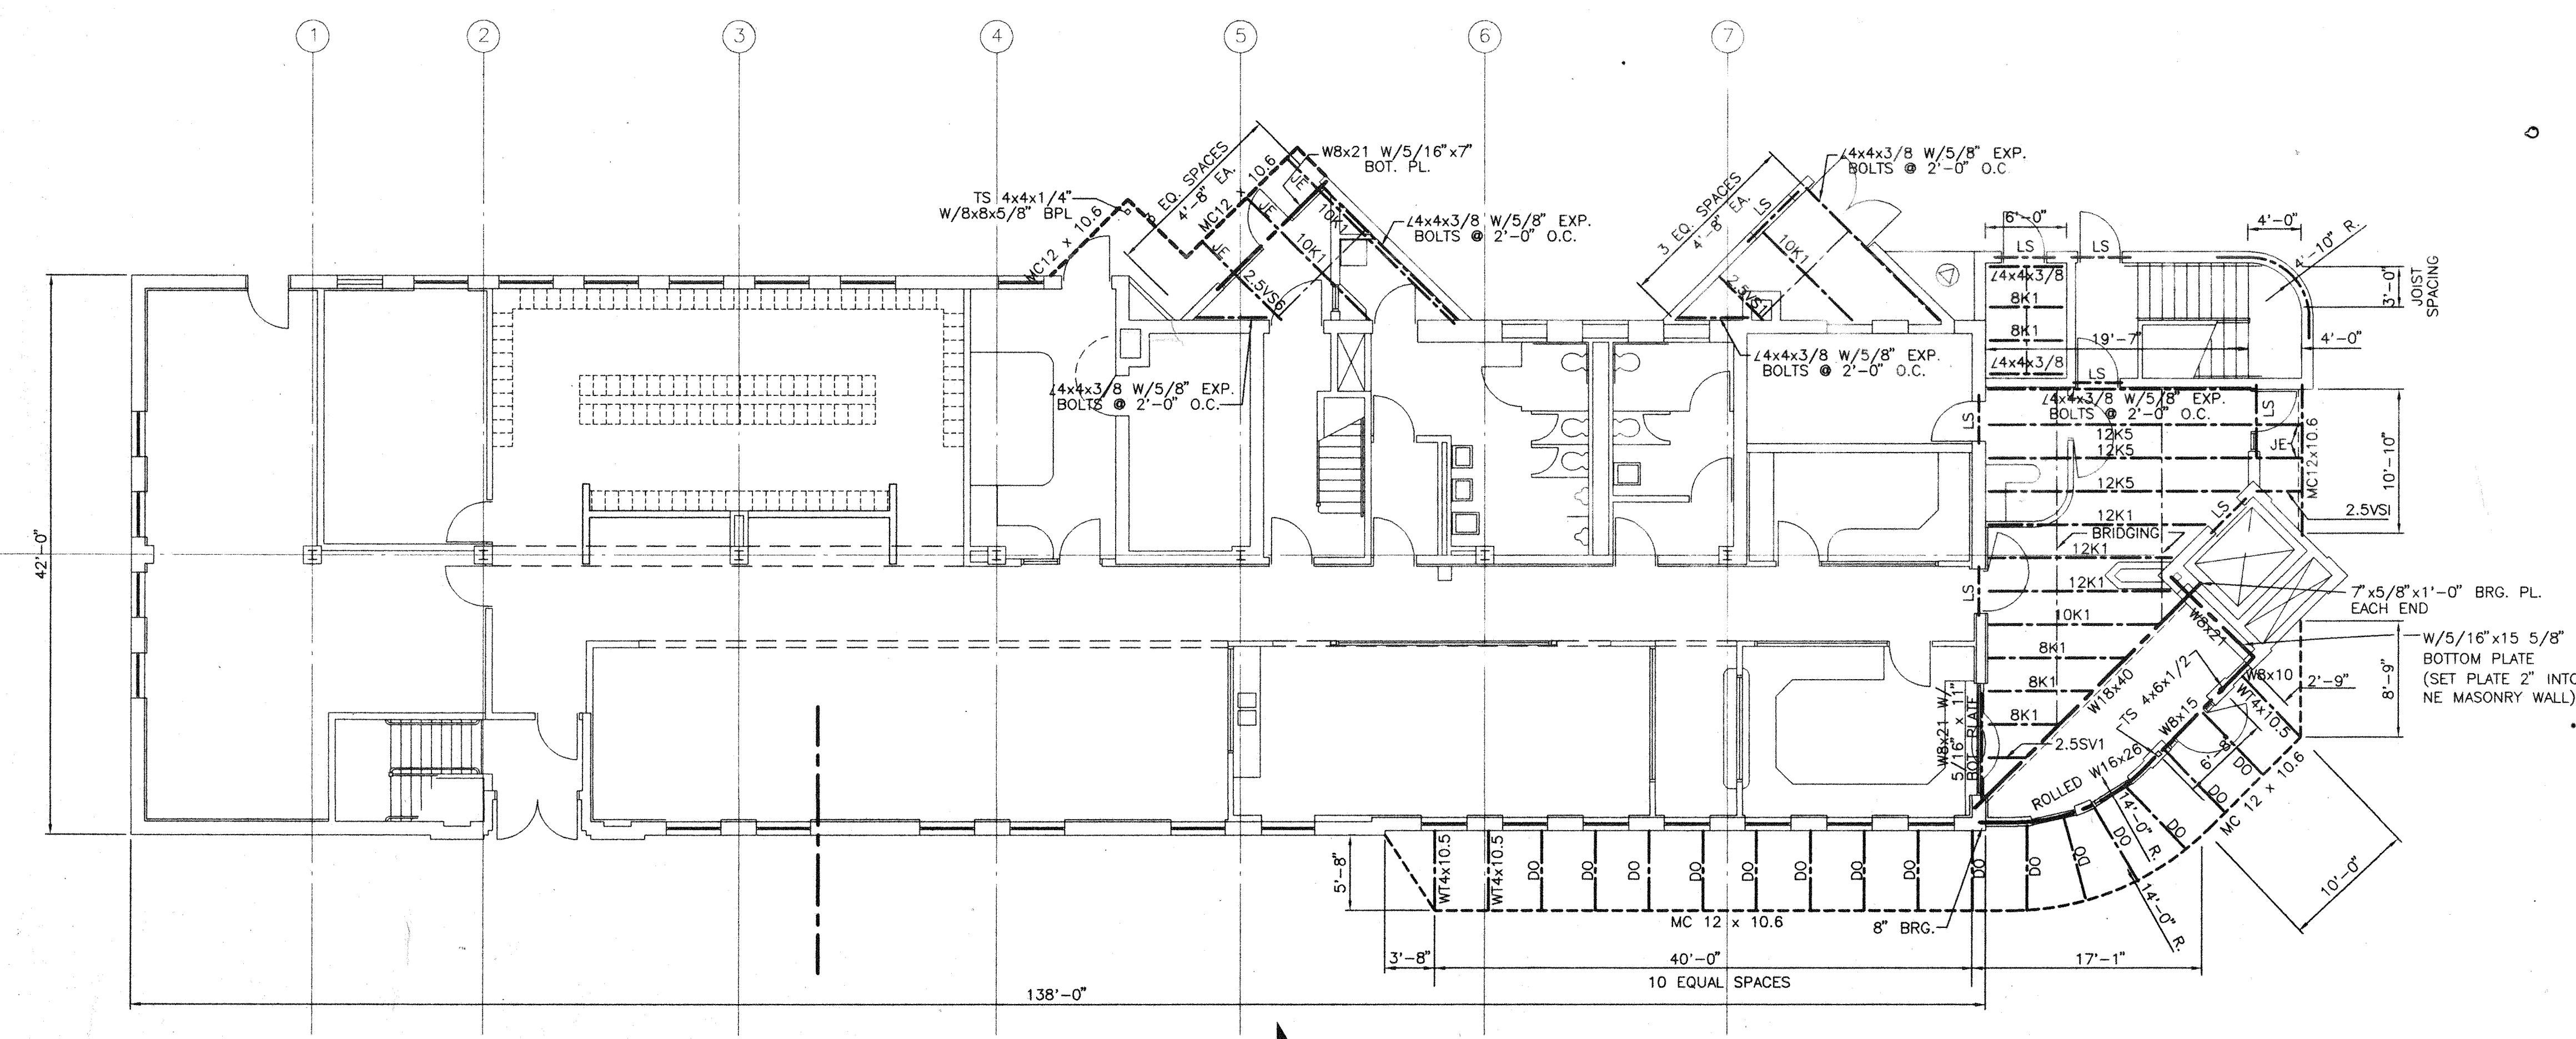 1
2
3
4
5
6
7
TS 4x4x1/4"
W/8x8x5/8" BPL
MC12 x 10.6
3 EQ. SPACES
4'-8" EA.
MC12 x 10.6
JE
JE
JE
W8x21 W/5/16"x7"
BOT. PL.
10K1
10K1
2.5VS6
∠4x4x3/8 W/5/8" EXP.
BOLTS @ 2'-0" O.C.
∠4x4x3/8 W/5/8" EXP.
BOLTS @ 2'-0" O.C.
3 EQ. SPACES
4'-8" EA.
LS
10K1
2.5VS1
∠4x4x3/8 W/5/8" EXP.
BOLTS @ 2'-0" O.C.
∠4x4x3/8 W/5/8" EXP.
BOLTS @ 2'-0" O.C.
6'-0"
LS
LS
4'-0"
4'-10" R.
3'-0"
JOIST
SPACING
∠4x4x3/8
8K1
8K1
∠4x4x3/8
19'-7"
4'-0"
LS
∠4x4x3/8 W/5/8" EXP.
BOLTS @ 2'-0" O.C.
LS
LS
12K5
12K5
JE
MC12x10.6
10'-10"
12K5
2.5VSI
LS
12K1
BRIDGING
12K1
12K1
LS
10K1
7"x5/8"x1'-0" BRG. PL.
EACH END
W8x21
W/5/16"x15 5/8"
BOTTOM PLATE
(SET PLATE 2" INTO
NE MASONRY WALL)
8K1
8K1
8K1
W18x40
TS 4x6x1/2
W8x10
2'-9"
8'-9"
WT4x10.5
W8x15
6'-8"
W8x21 W/
5/16" x 11"
BOT. PLATE
2.5SV1
ROLLED W16x26
DO
DO
MC 12 x 10.6
10'-0"
14'-0" R.
DO
DO
DO
14'-0" R.
42'-0"
5'-8"
WT4x10.5
WT4x10.5
DO
DO
DO
DO
DO
DO
DO
DO
DO
DO
MC 12 x 10.6
8" BRG.
3'-8"
40'-0"
10 EQUAL SPACES
17'-1"
138'-0"